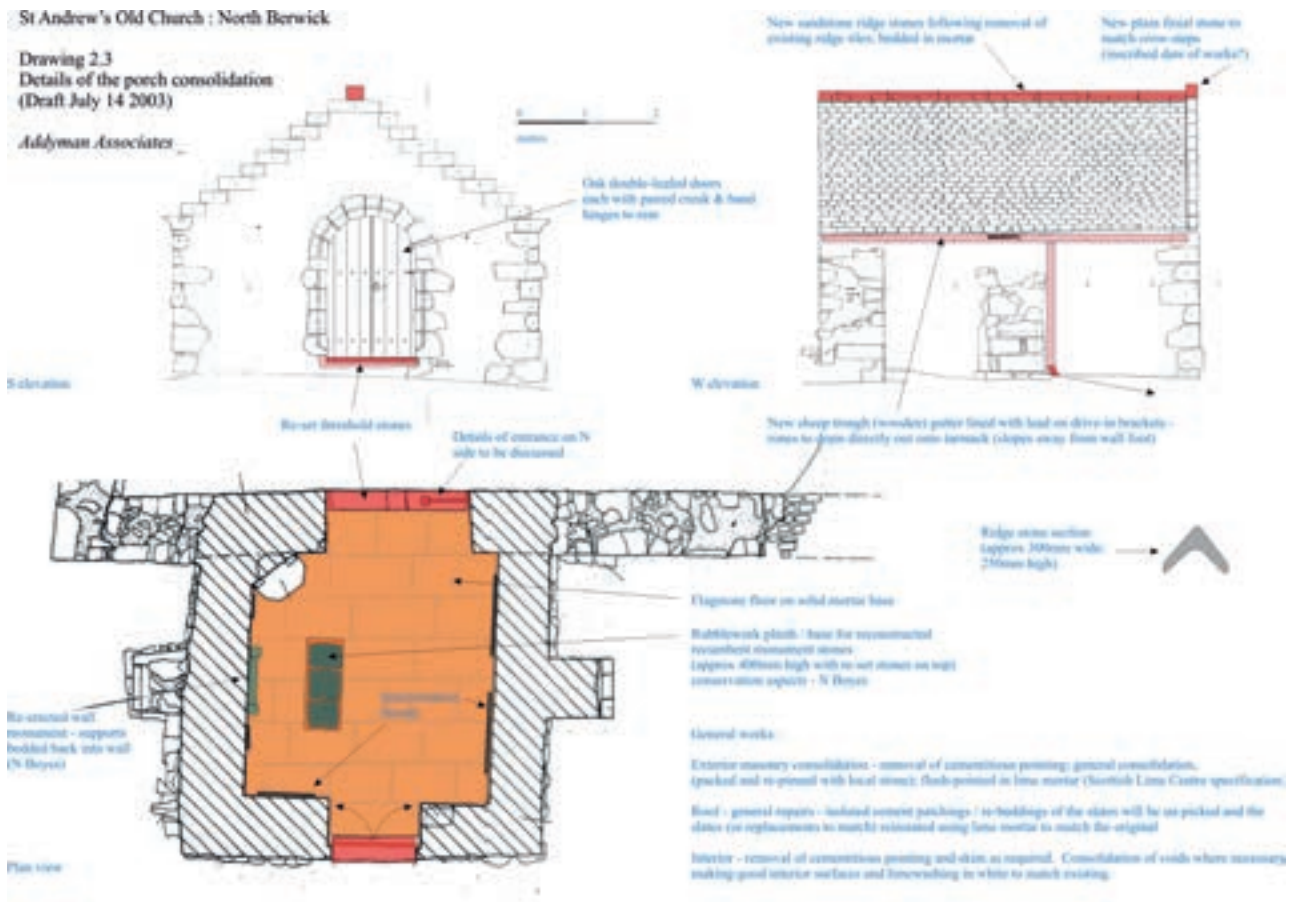 St Andrew's Old Church : North Berwick
Drawing 2.3
Details of the porch consolidation
(Draft July 14 2003)
Addyman Associates
New sandstone ridge stones following removal of
existing ridge tiles, bedded in mortar
New plain finial stone to
match crow-steps
(inscribed date of works?)
0 1 2
metres
Oak double-leafed doors
each with paired crook & band
hinges to rear
S elevation
W elevation
Re-set threshold stones
Details of entrance on N
side to be discussed
New sheep trough (wooden) gutter lined with lead on drive-in brackets -
rones to drain directly out onto tarmack (slopes away from wall foot)
Ridge stone section
(approx 300mm wide
250mm high)
Flagstone floor on solid mortar base
Rubblework plinth / base for reconstructed
recumbent monument stones
(approx 400mm high with re-set stones on top)
conservation aspects - N Boyes
Re-erected wall
monument - supports
bedded back into wall
(N Boyes)
General works
Exterior masonry consolidation - removal of cementitious pointing; general consolidation,
(packed and re-pinned with local stone); flush-pointed in lime mortar (Scottish Lime Centre specification
Roof - general repairs - isolated cement patchings / re-beddings of the slates will be un-picked and the
slates (or replacements to match) reinstated using lime mortar to match the original
Interior - removal of cementitious pointing and skim as required. Consolidation of voids where necessary,
making good interior surfaces and limewashing in white to match existing.
Plan view